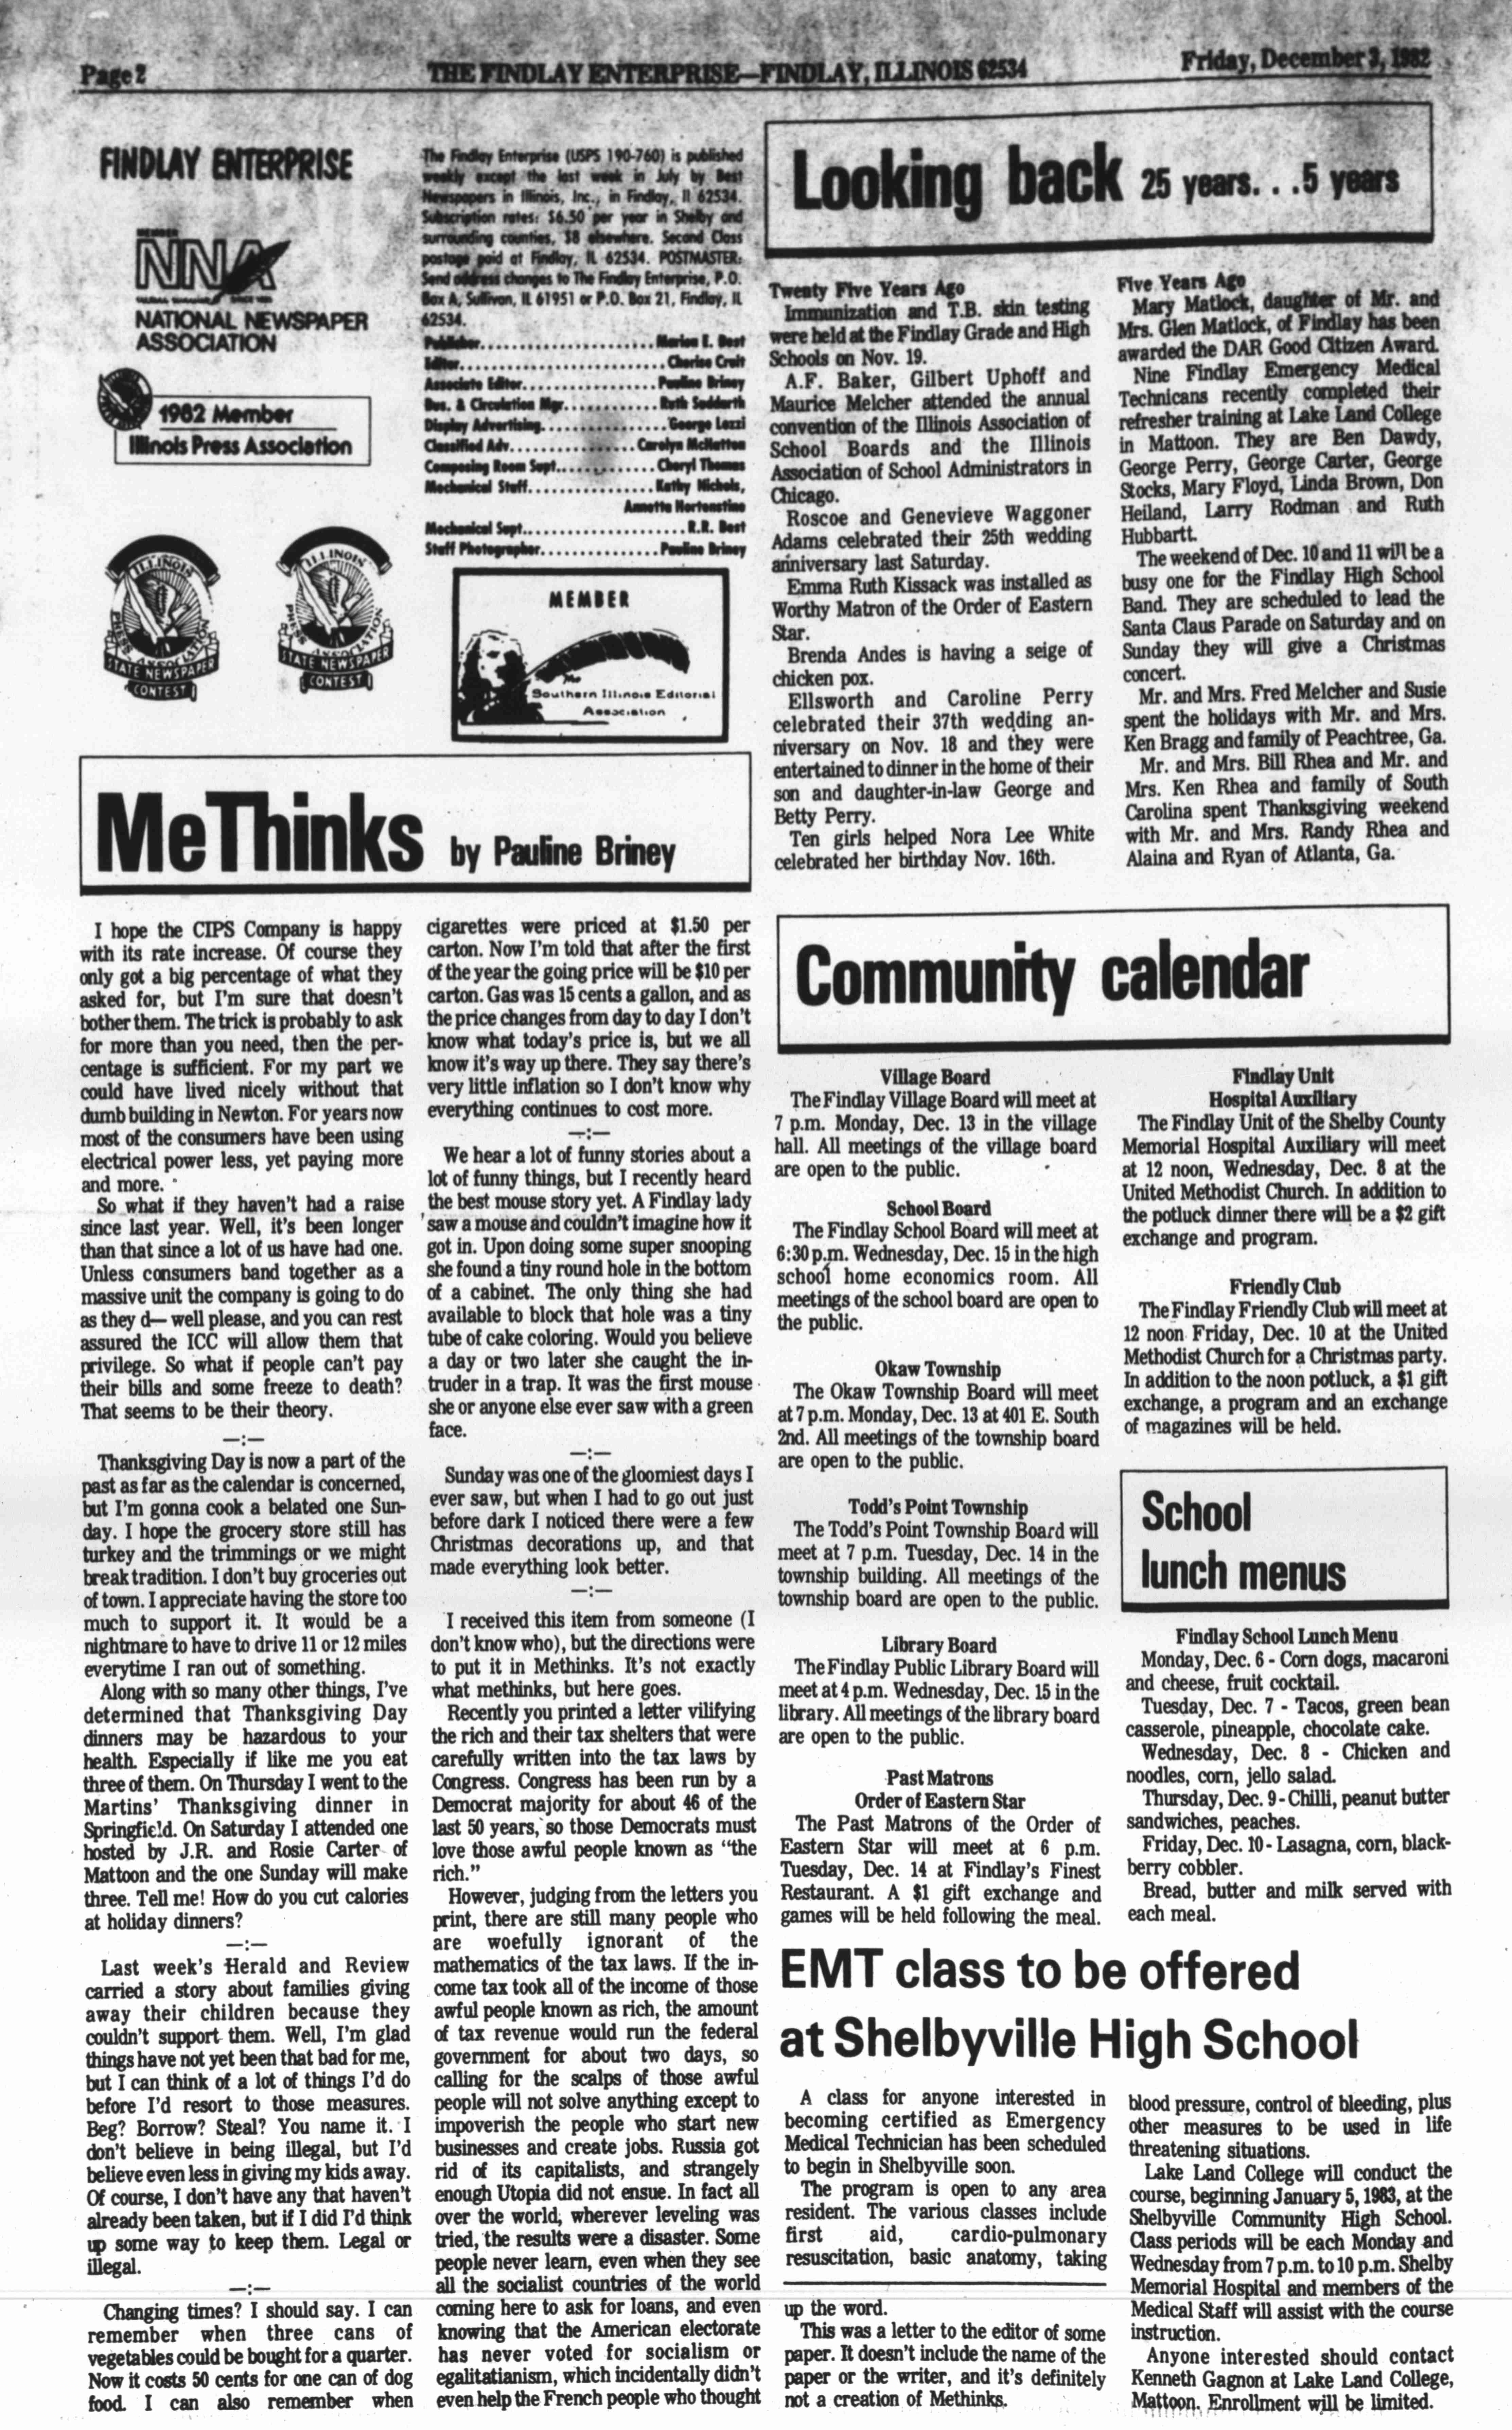 Page 2
THE FINDLAY ENTERPRISE—FINDLAY, ILLINOIS 62534
Friday, December 3, 1982
FINDLAY ENTERPRISE
MEMBER
NNA
NATIONAL NEWSPAPER
ASSOCIATION
1982 Member
Illinois Press Association
ILLINOIS
PRESS ASSOCIATION
STATE NEWSPAPER
CONTEST
ILLINOIS
PRESS ASSOCIATION
STATE NEWSPAPER
CONTEST
The Findlay Enterprise (USPS 190-760) is published
weekly except the last week in July by Best
Newspapers in Illinois, Inc., in Findlay, Il 62534.
Subscription rates: $6.50 per year in Shelby and
surrounding counties, $8 elsewhere. Second Class
postage paid at Findlay, IL 62534. POSTMASTER:
Send address changes to The Findlay Enterprise, P.O.
Box A, Sullivan, IL 61951 or P.O. Box 21, Findlay, IL
62534.
Publisher.......................Marion E. Best
Editor...........................Cherise Cruit
Associate Editor.................Pauline Briney
Bus. & Circulation Mgr............Ruth Suddarth
Display Advertising................George Lozzi
Classified Adv.................Carolyn McHatton
Composing Room Supt.............Cheryl Thomas
Mechanical Staff................Kathy Nichols,
Annette Hortenstine
Mechanical Supt.....................R.R. Best
Staff Photographer...............Pauline Briney
MEMBER
The
Southern Illinois Editorial
Association
MeThinks by Pauline Briney
I hope the CIPS Company is happy
with its rate increase. Of course they
only got a big percentage of what they
asked for, but I'm sure that doesn't
bother them. The trick is probably to ask
for more than you need, then the per-
centage is sufficient. For my part we
could have lived nicely without that
dumb building in Newton. For years now
most of the consumers have been using
electrical power less, yet paying more
and more.
So what if they haven't had a raise
since last year. Well, it's been longer
than that since a lot of us have had one.
Unless consumers band together as a
massive unit the company is going to do
as they d— well please, and you can rest
assured the ICC will allow them that
privilege. So what if people can't pay
their bills and some freeze to death?
That seems to be their theory.
—:—
Thanksgiving Day is now a part of the
past as far as the calendar is concerned,
but I'm gonna cook a belated one Sun-
day. I hope the grocery store still has
turkey and the trimmings or we might
break tradition. I don't buy groceries out
of town. I appreciate having the store too
much to support it. It would be a
nightmare to have to drive 11 or 12 miles
everytime I ran out of something.
Along with so many other things, I've
determined that Thanksgiving Day
dinners may be hazardous to your
health. Especially if like me you eat
three of them. On Thursday I went to the
Martins' Thanksgiving dinner in
Springfield. On Saturday I attended one
hosted by J.R. and Rosie Carter of
Mattoon and the one Sunday will make
three. Tell me! How do you cut calories
at holiday dinners?
—:—
Last week's Herald and Review
carried a story about families giving
away their children because they
couldn't support them. Well, I'm glad
things have not yet been that bad for me,
but I can think of a lot of things I'd do
before I'd resort to those measures.
Beg? Borrow? Steal? You name it. I
don't believe in being illegal, but I'd
believe even less in giving my kids away.
Of course, I don't have any that haven't
already been taken, but if I did I'd think
up some way to keep them. Legal or
illegal.
—:—
Changing times? I should say. I can
remember when three cans of
vegetables could be bought for a quarter.
Now it costs 50 cents for one can of dog
food. I can also remember when
cigarettes were priced at $1.50 per
carton. Now I'm told that after the first
of the year the going price will be $10 per
carton. Gas was 15 cents a gallon, and as
the price changes from day to day I don't
know what today's price is, but we all
know it's way up there. They say there's
very little inflation so I don't know why
everything continues to cost more.
—:—
We hear a lot of funny stories about a
lot of funny things, but I recently heard
the best mouse story yet. A Findlay lady
saw a mouse and couldn't imagine how it
got in. Upon doing some super snooping
she found a tiny round hole in the bottom
of a cabinet. The only thing she had
available to block that hole was a tiny
tube of cake coloring. Would you believe
a day or two later she caught the in-
truder in a trap. It was the first mouse
she or anyone else ever saw with a green
face.
—:—
Sunday was one of the gloomiest days I
ever saw, but when I had to go out just
before dark I noticed there were a few
Christmas decorations up, and that
made everything look better.
—:—
I received this item from someone (I
don't know who), but the directions were
to put it in Methinks. It's not exactly
what methinks, but here goes.
Recently you printed a letter vilifying
the rich and their tax shelters that were
carefully written into the tax laws by
Congress. Congress has been run by a
Democrat majority for about 46 of the
last 50 years, so those Democrats must
love those awful people known as "the
rich."
However, judging from the letters you
print, there are still many people who
are woefully ignorant of the
mathematics of the tax laws. If the in-
come tax took all of the income of those
awful people known as rich, the amount
of tax revenue would run the federal
government for about two days, so
calling for the scalps of those awful
people will not solve anything except to
impoverish the people who start new
businesses and create jobs. Russia got
rid of its capitalists, and strangely
enough Utopia did not ensue. In fact all
over the world, wherever leveling was
tried, the results were a disaster. Some
people never learn, even when they see
all the socialist countries of the world
coming here to ask for loans, and even
knowing that the American electorate
has never voted for socialism or
egalitatianism, which incidentally didn't
even help the French people who thought
up the word.
This was a letter to the editor of some
paper. It doesn't include the name of the
paper or the writer, and it's definitely
not a creation of Methinks.
Looking back 25 years. . .5 years
Twenty Five Years Ago
Immunization and T.B. skin testing
were held at the Findlay Grade and High
Schools on Nov. 19.
A.F. Baker, Gilbert Uphoff and
Maurice Melcher attended the annual
convention of the Illinois Association of
School Boards and the Illinois
Association of School Administrators in
Chicago.
Roscoe and Genevieve Waggoner
Adams celebrated their 25th wedding
anniversary last Saturday.
Emma Ruth Kissack was installed as
Worthy Matron of the Order of Eastern
Star.
Brenda Andes is having a seige of
chicken pox.
Ellsworth and Caroline Perry
celebrated their 37th wedding an-
niversary on Nov. 18 and they were
entertained to dinner in the home of their
son and daughter-in-law George and
Betty Perry.
Ten girls helped Nora Lee White
celebrated her birthday Nov. 16th.
Five Years Ago
Mary Matlock, daughter of Mr. and
Mrs. Glen Matlock, of Findlay has been
awarded the DAR Good Citizen Award.
Nine Findlay Emergency Medical
Technicans recently completed their
refresher training at Lake Land College
in Mattoon. They are Ben Dawdy,
George Perry, George Carter, George
Stocks, Mary Floyd, Linda Brown, Don
Heiland, Larry Rodman and Ruth
Hubbartt.
The weekend of Dec. 10 and 11 will be a
busy one for the Findlay High School
Band. They are scheduled to lead the
Santa Claus Parade on Saturday and on
Sunday they will give a Christmas
concert.
Mr. and Mrs. Fred Melcher and Susie
spent the holidays with Mr. and Mrs.
Ken Bragg and family of Peachtree, Ga.
Mr. and Mrs. Bill Rhea and Mr. and
Mrs. Ken Rhea and family of South
Carolina spent Thanksgiving weekend
with Mr. and Mrs. Randy Rhea and
Alaina and Ryan of Atlanta, Ga.
Community calendar
Village Board
The Findlay Village Board will meet at
7 p.m. Monday, Dec. 13 in the village
hall. All meetings of the village board
are open to the public.
School Board
The Findlay School Board will meet at
6:30 p.m. Wednesday, Dec. 15 in the high
school home economics room. All
meetings of the school board are open to
the public.
Okaw Township
The Okaw Township Board will meet
at 7 p.m. Monday, Dec. 13 at 401 E. South
2nd. All meetings of the township board
are open to the public.
Todd's Point Township
The Todd's Point Township Board will
meet at 7 p.m. Tuesday, Dec. 14 in the
township building. All meetings of the
township board are open to the public.
Library Board
The Findlay Public Library Board will
meet at 4 p.m. Wednesday, Dec. 15 in the
library. All meetings of the library board
are open to the public.
Past Matrons
Order of Eastern Star
The Past Matrons of the Order of
Eastern Star will meet at 6 p.m.
Tuesday, Dec. 14 at Findlay's Finest
Restaurant. A $1 gift exchange and
games will be held following the meal.
Findlay Unit
Hospital Auxiliary
The Findlay Unit of the Shelby County
Memorial Hospital Auxiliary will meet
at 12 noon, Wednesday, Dec. 8 at the
United Methodist Church. In addition to
the potluck dinner there will be a $2 gift
exchange and program.
Friendly Club
The Findlay Friendly Club will meet at
12 noon Friday, Dec. 10 at the United
Methodist Church for a Christmas party.
In addition to the noon potluck, a $1 gift
exchange, a program and an exchange
of magazines will be held.
School
lunch menus
Findlay School Lunch Menu
Monday, Dec. 6 - Corn dogs, macaroni
and cheese, fruit cocktail.
Tuesday, Dec. 7 - Tacos, green bean
casserole, pineapple, chocolate cake.
Wednesday, Dec. 8 - Chicken and
noodles, corn, jello salad.
Thursday, Dec. 9 - Chilli, peanut butter
sandwiches, peaches.
Friday, Dec. 10 - Lasagna, corn, black-
berry cobbler.
Bread, butter and milk served with
each meal.
EMT class to be offered
at Shelbyville High School
A class for anyone interested in
becoming certified as Emergency
Medical Technician has been scheduled
to begin in Shelbyville soon.
The program is open to any area
resident. The various classes include
first aid, cardio-pulmonary
resuscitation, basic anatomy, taking
blood pressure, control of bleeding, plus
other measures to be used in life
threatening situations.
Lake Land College will conduct the
course, beginning January 5, 1983, at the
Shelbyville Community High School.
Class periods will be each Monday and
Wednesday from 7 p.m. to 10 p.m. Shelby
Memorial Hospital and members of the
Medical Staff will assist with the course
instruction.
Anyone interested should contact
Kenneth Gagnon at Lake Land College,
Mattoon. Enrollment will be limited.